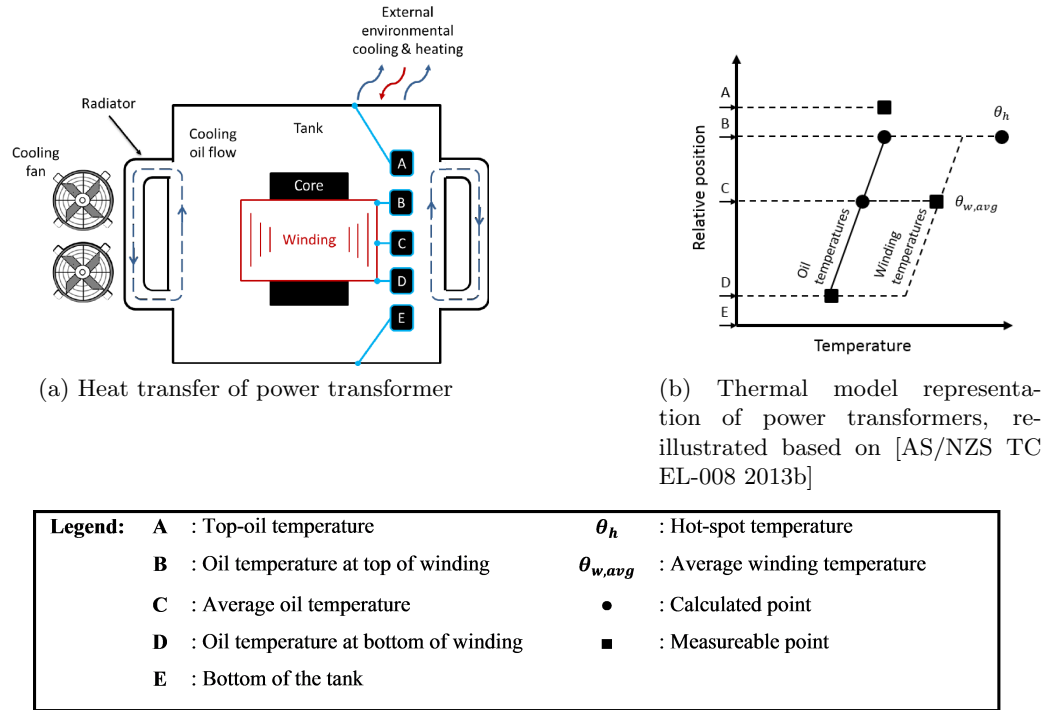 External
environmental
cooling & heating
Radiator
Tank
Cooling
oil flow
Cooling
fan
A
Core
B
Winding
C
D
E
(a) Heat transfer of power transformer
Relative position
A
B
C
D
E
θh
θw,avg
Oil
temperatures
Winding
temperatures
Temperature
(b) Thermal model representa-
tion of power transformers, re-
illustrated based on [AS/NZS TC
EL-008 2013b]
Legend: A : Top-oil temperature θh : Hot-spot temperature
B : Oil temperature at top of winding θw,avg : Average winding temperature
C : Average oil temperature ● : Calculated point
D : Oil temperature at bottom of winding ■ : Measureable point
E : Bottom of the tank